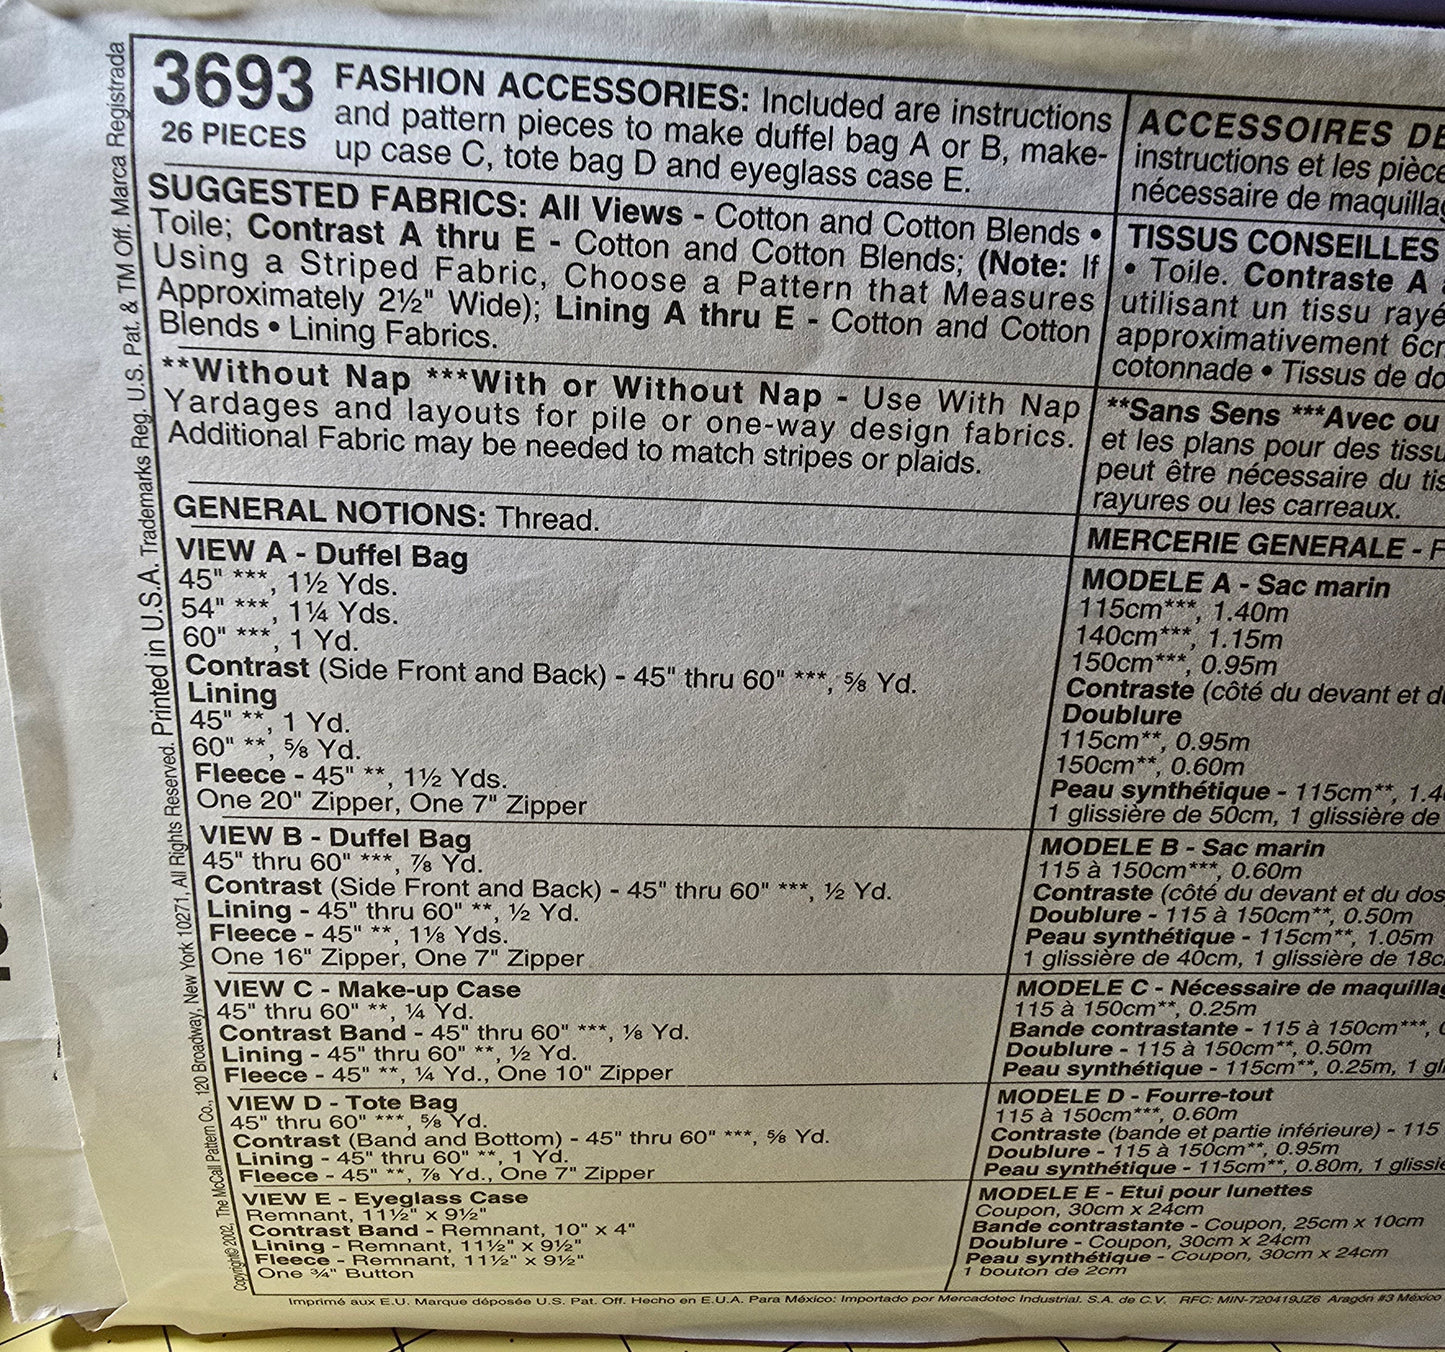 3693
26 PIECES
FASHION ACCESSORIES: Included are instructions
and pattern pieces to make duffel bag A or B, make-
up case C, tote bag D and eyeglass case E.
SUGGESTED FABRICS: All Views - Cotton and Cotton Blends •
Toile; Contrast A thru E - Cotton and Cotton Blends; (Note: If
Using a Striped Fabric, Choose a Pattern that Measures
Approximately 2½" Wide); Lining A thru E - Cotton and Cotton
Blends • Lining Fabrics.
**Without Nap ***With or Without Nap - Use With Nap
Yardages and layouts for pile or one-way design fabrics.
Additional Fabric may be needed to match stripes or plaids.
GENERAL NOTIONS: Thread.
VIEW A - Duffel Bag
45" ***, 1½ Yds.
54" ***, 1¼ Yds.
60" ***, 1 Yd.
Contrast (Side Front and Back) - 45" thru 60" ***, ⅝ Yd.
Lining
45" **, 1 Yd.
60" **, ⅝ Yd.
Fleece - 45" **, 1½ Yds.
One 20" Zipper, One 7" Zipper
VIEW B - Duffel Bag
45" thru 60" ***, ⅞ Yd.
Contrast (Side Front and Back) - 45" thru 60" ***, ½ Yd.
Lining - 45" thru 60" **, ½ Yd.
Fleece - 45" **, 1⅛ Yds.
One 16" Zipper, One 7" Zipper
VIEW C - Make-up Case
45" thru 60" **, ¼ Yd.
Contrast Band - 45" thru 60" ***, ⅛ Yd.
Lining - 45" thru 60" **, ½ Yd.
Fleece - 45" **, ¼ Yd., One 10" Zipper
VIEW D - Tote Bag
45" thru 60" ***, ⅝ Yd.
Contrast (Band and Bottom) - 45" thru 60" ***, ⅝ Yd.
Lining - 45" thru 60" **, 1 Yd.
Fleece - 45" **, ⅞ Yd., One 7" Zipper
VIEW E - Eyeglass Case
Remnant, 11½" x 9½"
Contrast Band - Remnant, 10" x 4"
Lining - Remnant, 11½" x 9½"
Fleece - Remnant, 11½" x 9½"
One ¾" Button
ACCESSOIRES DE
instructions et les pièce
nécessaire de maquillag
TISSUS CONSEILLES
• Toile. Contraste A
utilisant un tissu rayé
approximativement 6cm
cotonnade • Tissus de do
**Sans Sens ***Avec ou
et les plans pour des tissu
peut être nécessaire du tis
rayures ou les carreaux.
MERCERIE GENERALE - F
MODELE A - Sac marin
115cm***, 1.40m
140cm***, 1.15m
150cm***, 0.95m
Contraste (côté du devant et du
Doublure
115cm**, 0.95m
150cm**, 0.60m
Peau synthétique - 115cm**, 1.4
1 glissière de 50cm, 1 glissière de
MODELE B - Sac marin
115 à 150cm***, 0.60m
Contraste (côté du devant et du dos
Doublure - 115 à 150cm**, 0.50m
Peau synthétique - 115cm**, 1.05m
1 glissière de 40cm, 1 glissière de 18c
MODELE C - Nécessaire de maquillag
115 à 150cm**, 0.25m
Bande contrastante - 115 à 150cm***,
Doublure - 115 à 150cm**, 0.50m
Peau synthétique - 115cm**, 0.25m, 1 gli
MODELE D - Fourre-tout
115 à 150cm***, 0.60m
Contraste (bande et partie inférieure) - 115
Doublure - 115 à 150cm**, 0.95m
Peau synthétique - 115cm**, 0.80m, 1 glissiè
MODELE E - Etui pour lunettes
Coupon, 30cm x 24cm
Bande contrastante - Coupon, 25cm x 10cm
Doublure - Coupon, 30cm x 24cm
Peau synthétique - Coupon, 30cm x 24cm
1 bouton de 2cm
Imprimé aux E.U. Marque déposée U.S. Pat. Off. Hecho en E.U.A. Para México: Importado por Mercadotec Industrial. S.A. de C.V. RFC: MIN-720419JZ6 Aragón #3 México
Copyright© 2002, The McCall Pattern Co., 120 Broadway, New York 10271, All Rights Reserved. Printed in U.S.A. Trademarks Reg. U.S. Pat. & TM Off. Marca Registrada